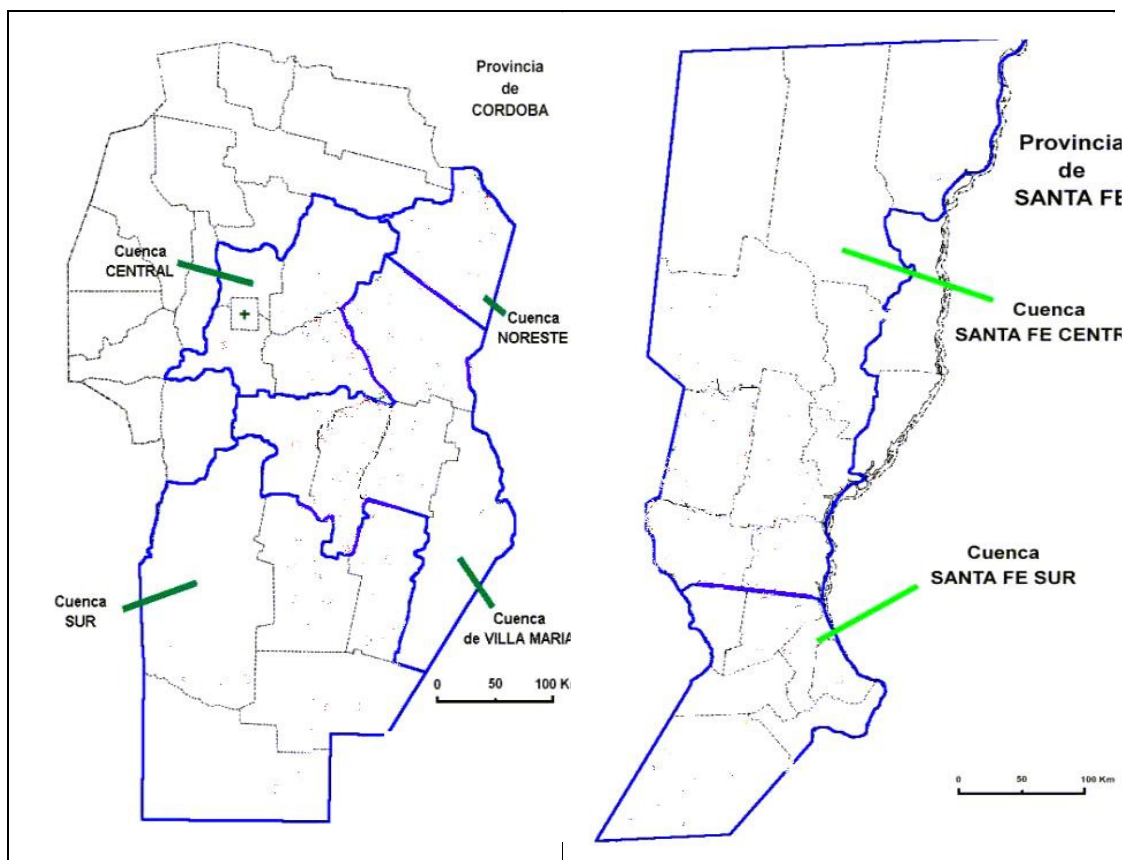 Provincia
de
CORDOBA
Cuenca
CENTRAL
Cuenca
NORESTE
Cuenca
SUR
Cuenca
de VILLA MARIA
0 50 100 Km
Provincia
de
SANTA FE
Cuenca
SANTA FE CENTR
Cuenca
SANTA FE SUR
0 50 100 Km